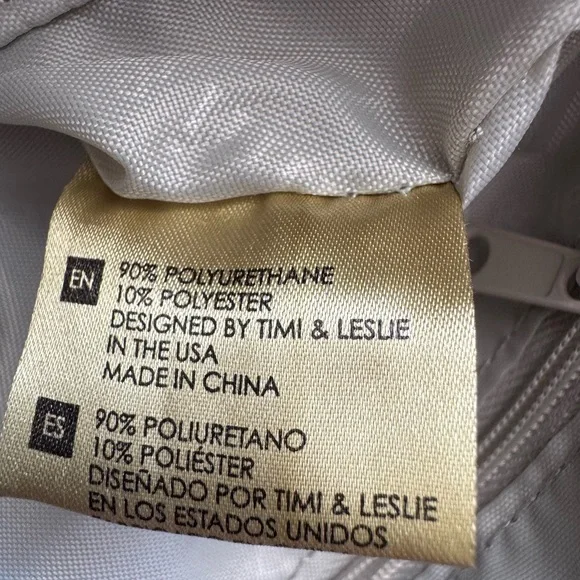 EN
90% POLYURETHANE
10% POLYESTER
DESIGNED BY TIMI & LESLIE
IN THE USA
MADE IN CHINA
ES
90% POLIURETANO
10% POLIÉSTER
DISEÑADO POR TIMI & LESLIE
EN LOS ESTADOS UNIDOS